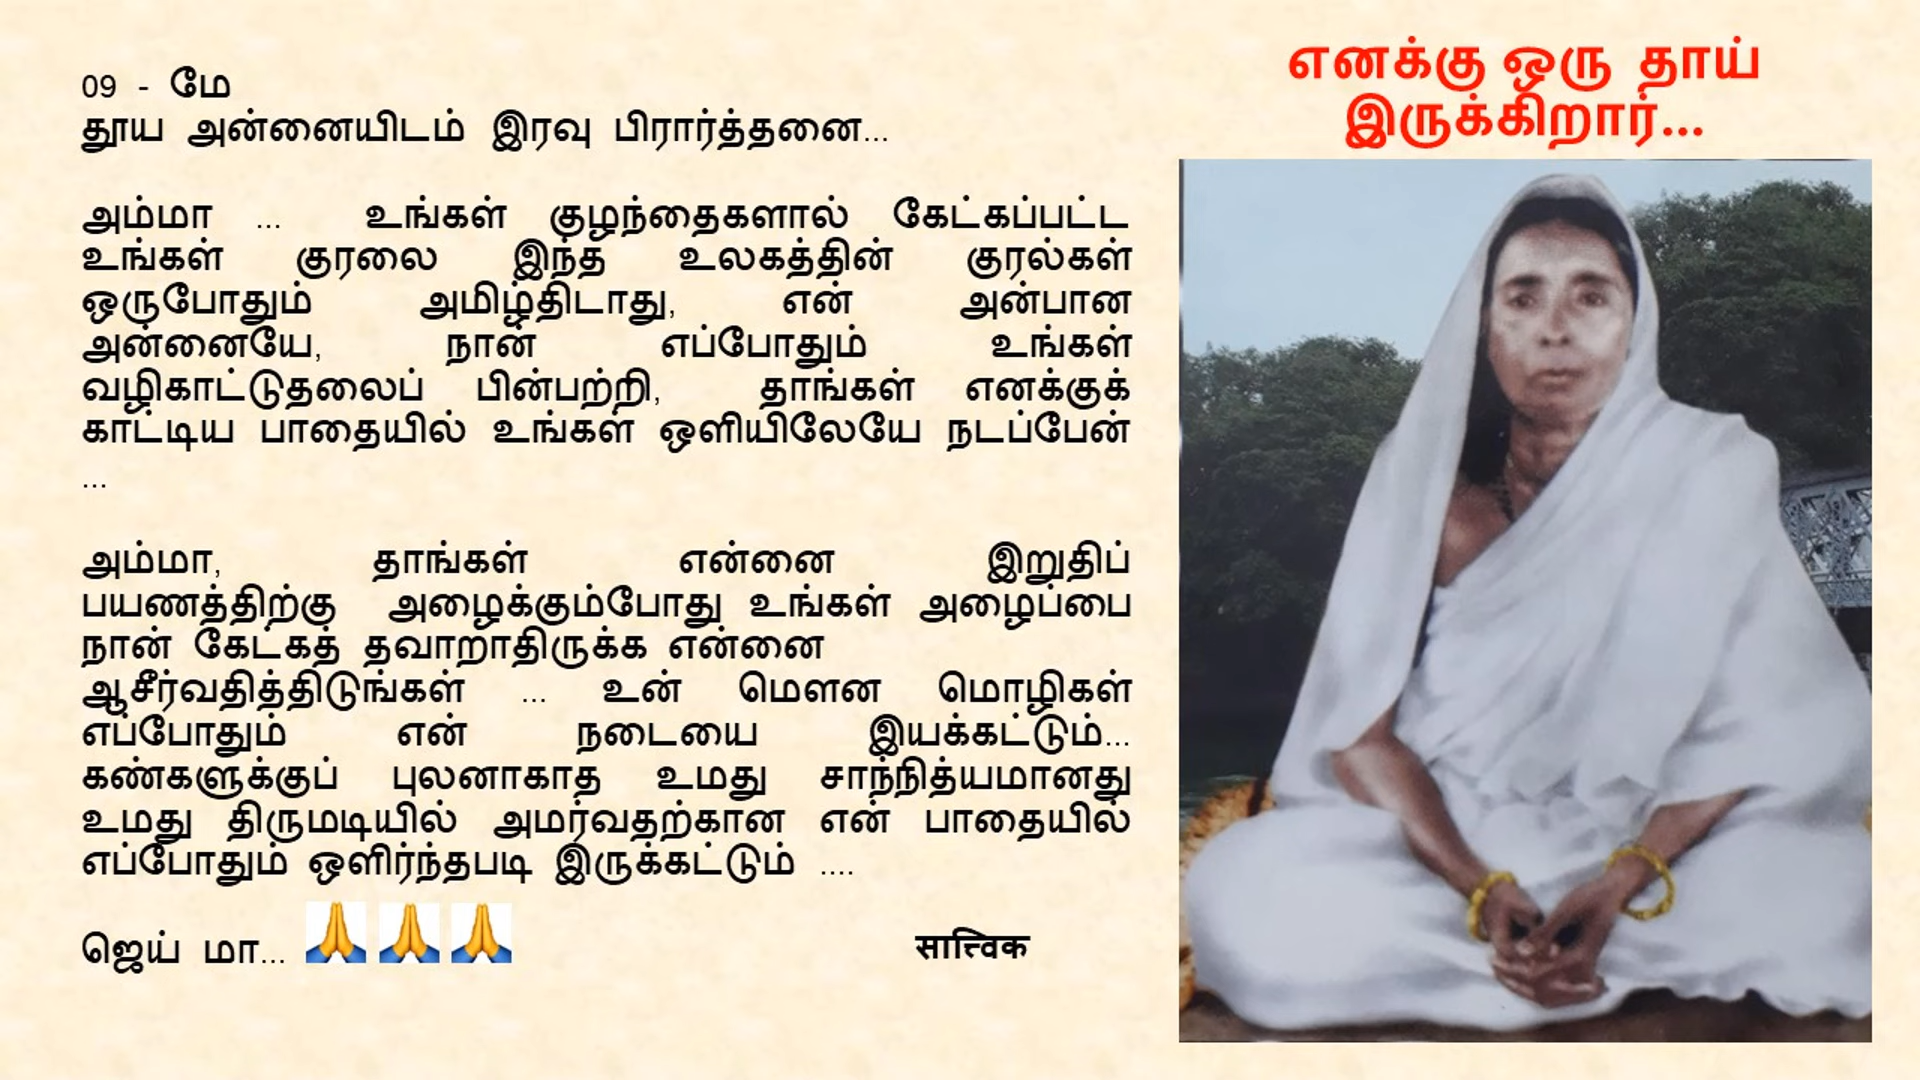 09 - மே
தூய அன்னையிடம் இரவு பிரார்த்தனை...
அம்மா ... உங்கள் குழந்தைகளால் கேட்கப்பட்ட
உங்கள் குரலை இந்த உலகத்தின் குரல்கள்
ஒருபோதும் அமிழ்திடாது, என் அன்பான
அன்னையே, நான் எப்போதும் உங்கள்
வழிகாட்டுதலைப் பின்பற்றி, தாங்கள் எனக்குக்
காட்டிய பாதையில் உங்கள் ஒளியிலேயே நடப்பேன்
...
அம்மா, தாங்கள் என்னை இறுதிப்
பயணத்திற்கு அழைக்கும்போது உங்கள் அழைப்பை
நான் கேட்கத் தவாறாதிருக்க என்னை
ஆசீர்வதித்திடுங்கள் ... உன் மௌன மொழிகள்
எப்போதும் என் நடையை இயக்கட்டும்...
கண்களுக்குப் புலனாகாத உமது சாந்நித்யமானது
உமது திருமடியில் அமர்வதற்கான என் பாதையில்
எப்போதும் ஒளிர்ந்தபடி இருக்கட்டும் ....
ஜெய் மா... 🙏 🙏 🙏 सात्त्विक
எனக்கு ஒரு தாய்
இருக்கிறார்...